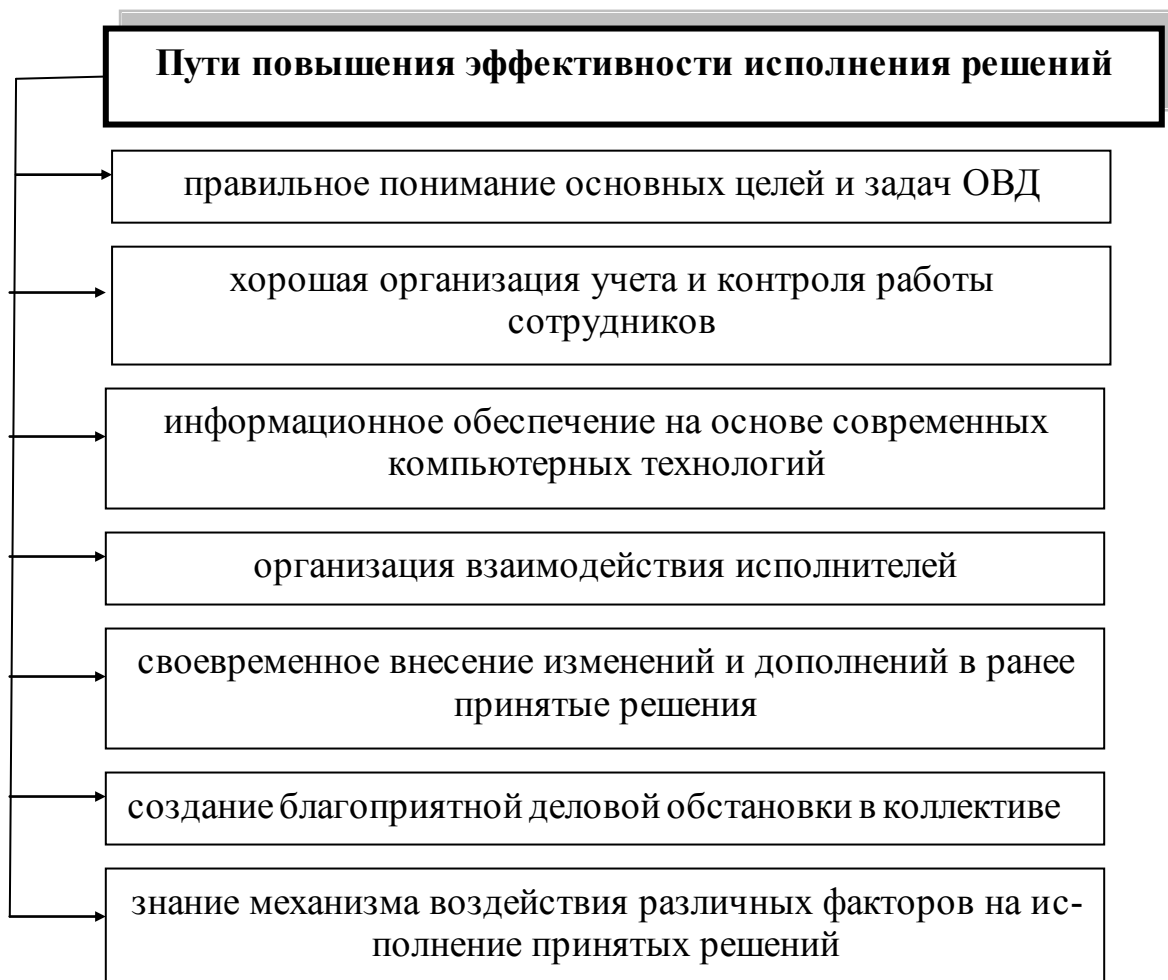 Пути повышения эффективности исполнения решений
правильное понимание основных целей и задач ОВД
хорошая организация учета и контроля работы
сотрудников
информационное обеспечение на основе современных
компьютерных технологий
организация взаимодействия исполнителей
своевременное внесение изменений и дополнений в ранее
принятые решения
создание благоприятной деловой обстановки в коллективе
знание механизма воздействия различных факторов на ис-
полнение принятых решений